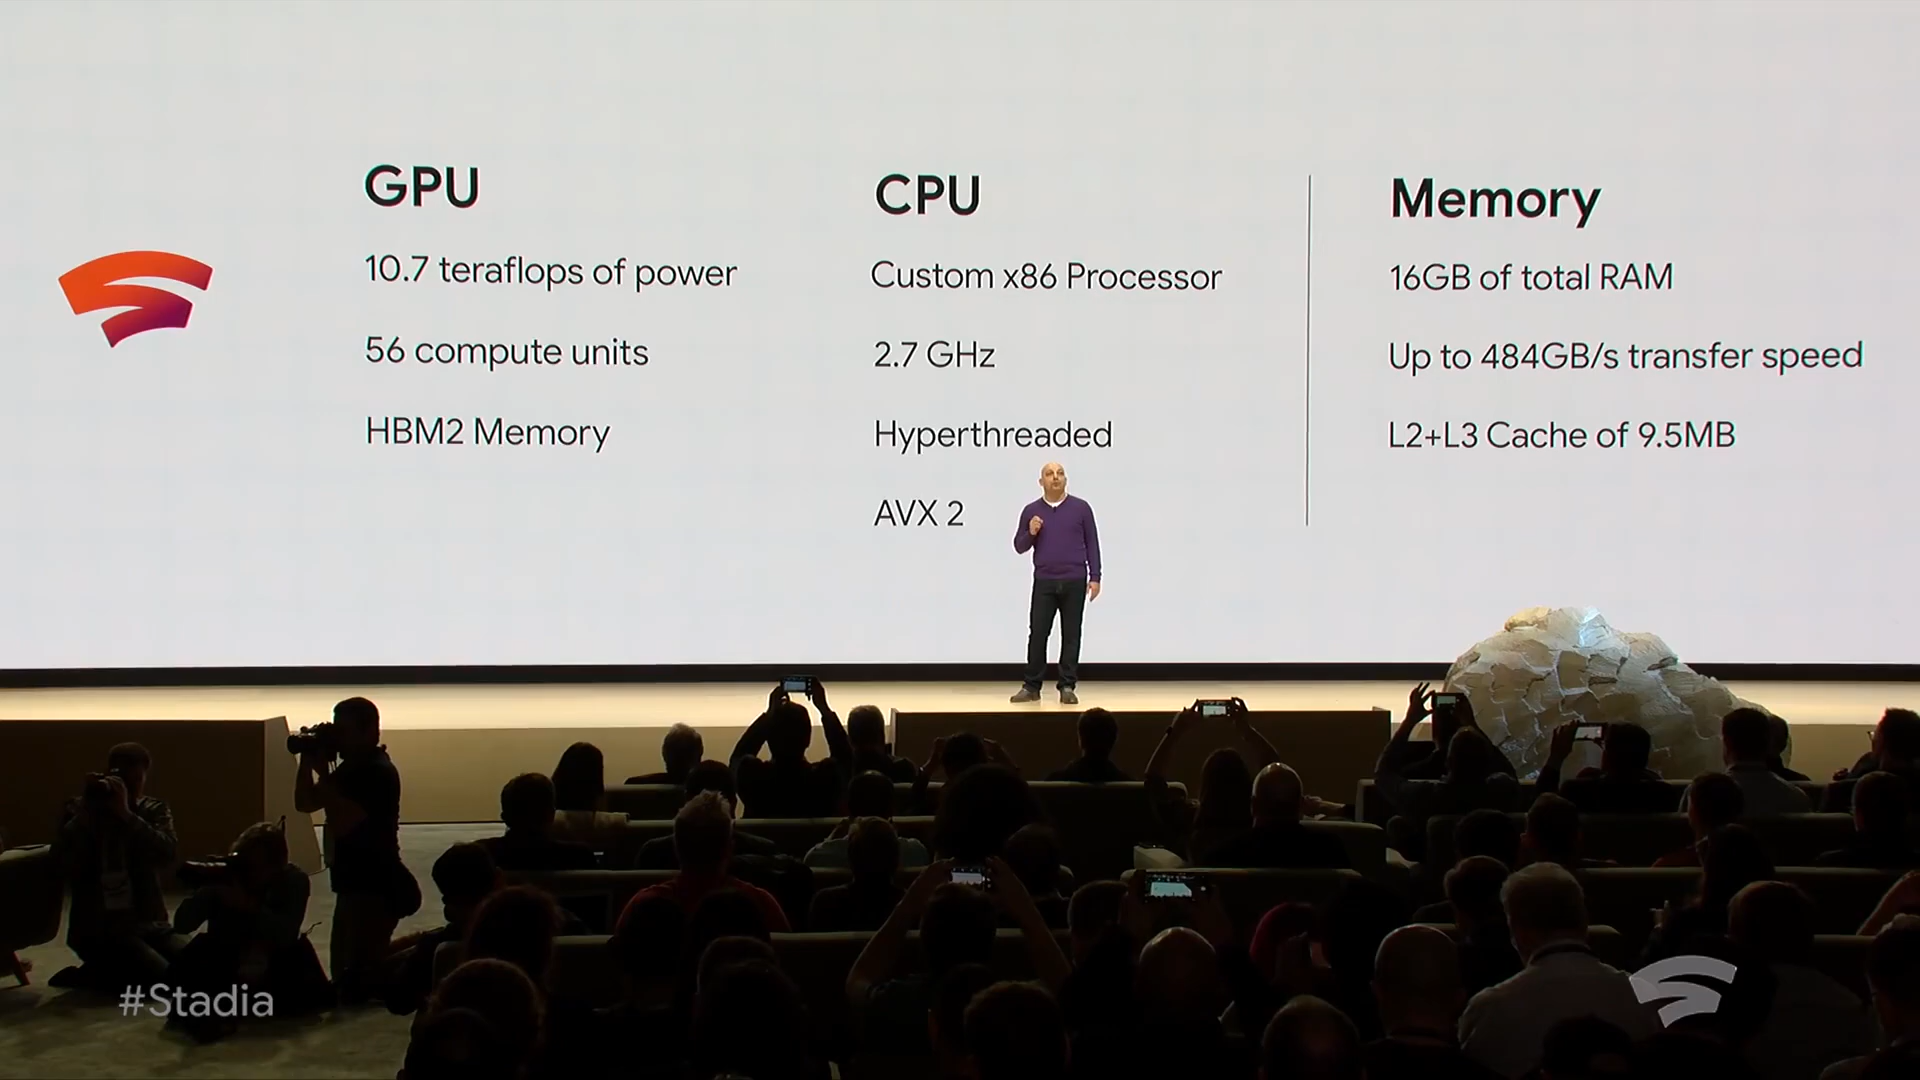 GPU
10.7 teraflops of power
56 compute units
HBM2 Memory
CPU
Custom x86 Processor
2.7 GHz
Hyperthreaded
AVX 2
Memory
16GB of total RAM
Up to 484GB/s transfer speed
L2+L3 Cache of 9.5MB
#Stadia